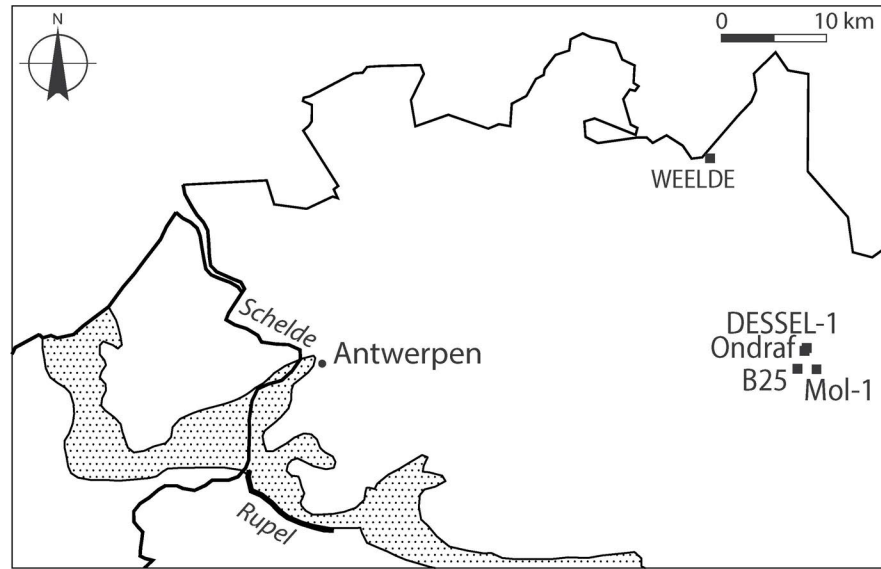 N
0 10 km
WEELDE
Schelde
Antwerpen
DESSEL-1
Ondraf
B25
Mol-1
Rupel